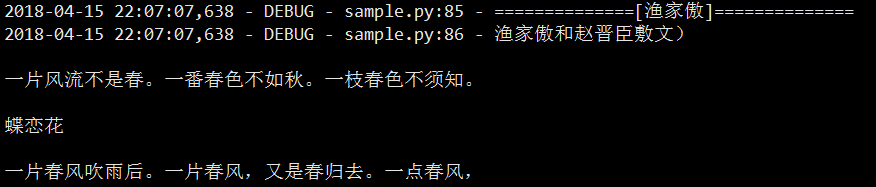 2018-04-15 22:07:07,638 - DEBUG - sample.py:85 - ==============[渔家傲]==============
2018-04-15 22:07:07,638 - DEBUG - sample.py:86 - 渔家傲和赵晋臣敷文）
一片风流不是春。一番春色不如秋。一枝春色不须知。
蝶恋花
一片春风吹雨后。一片春风，又是春归去。一点春风，